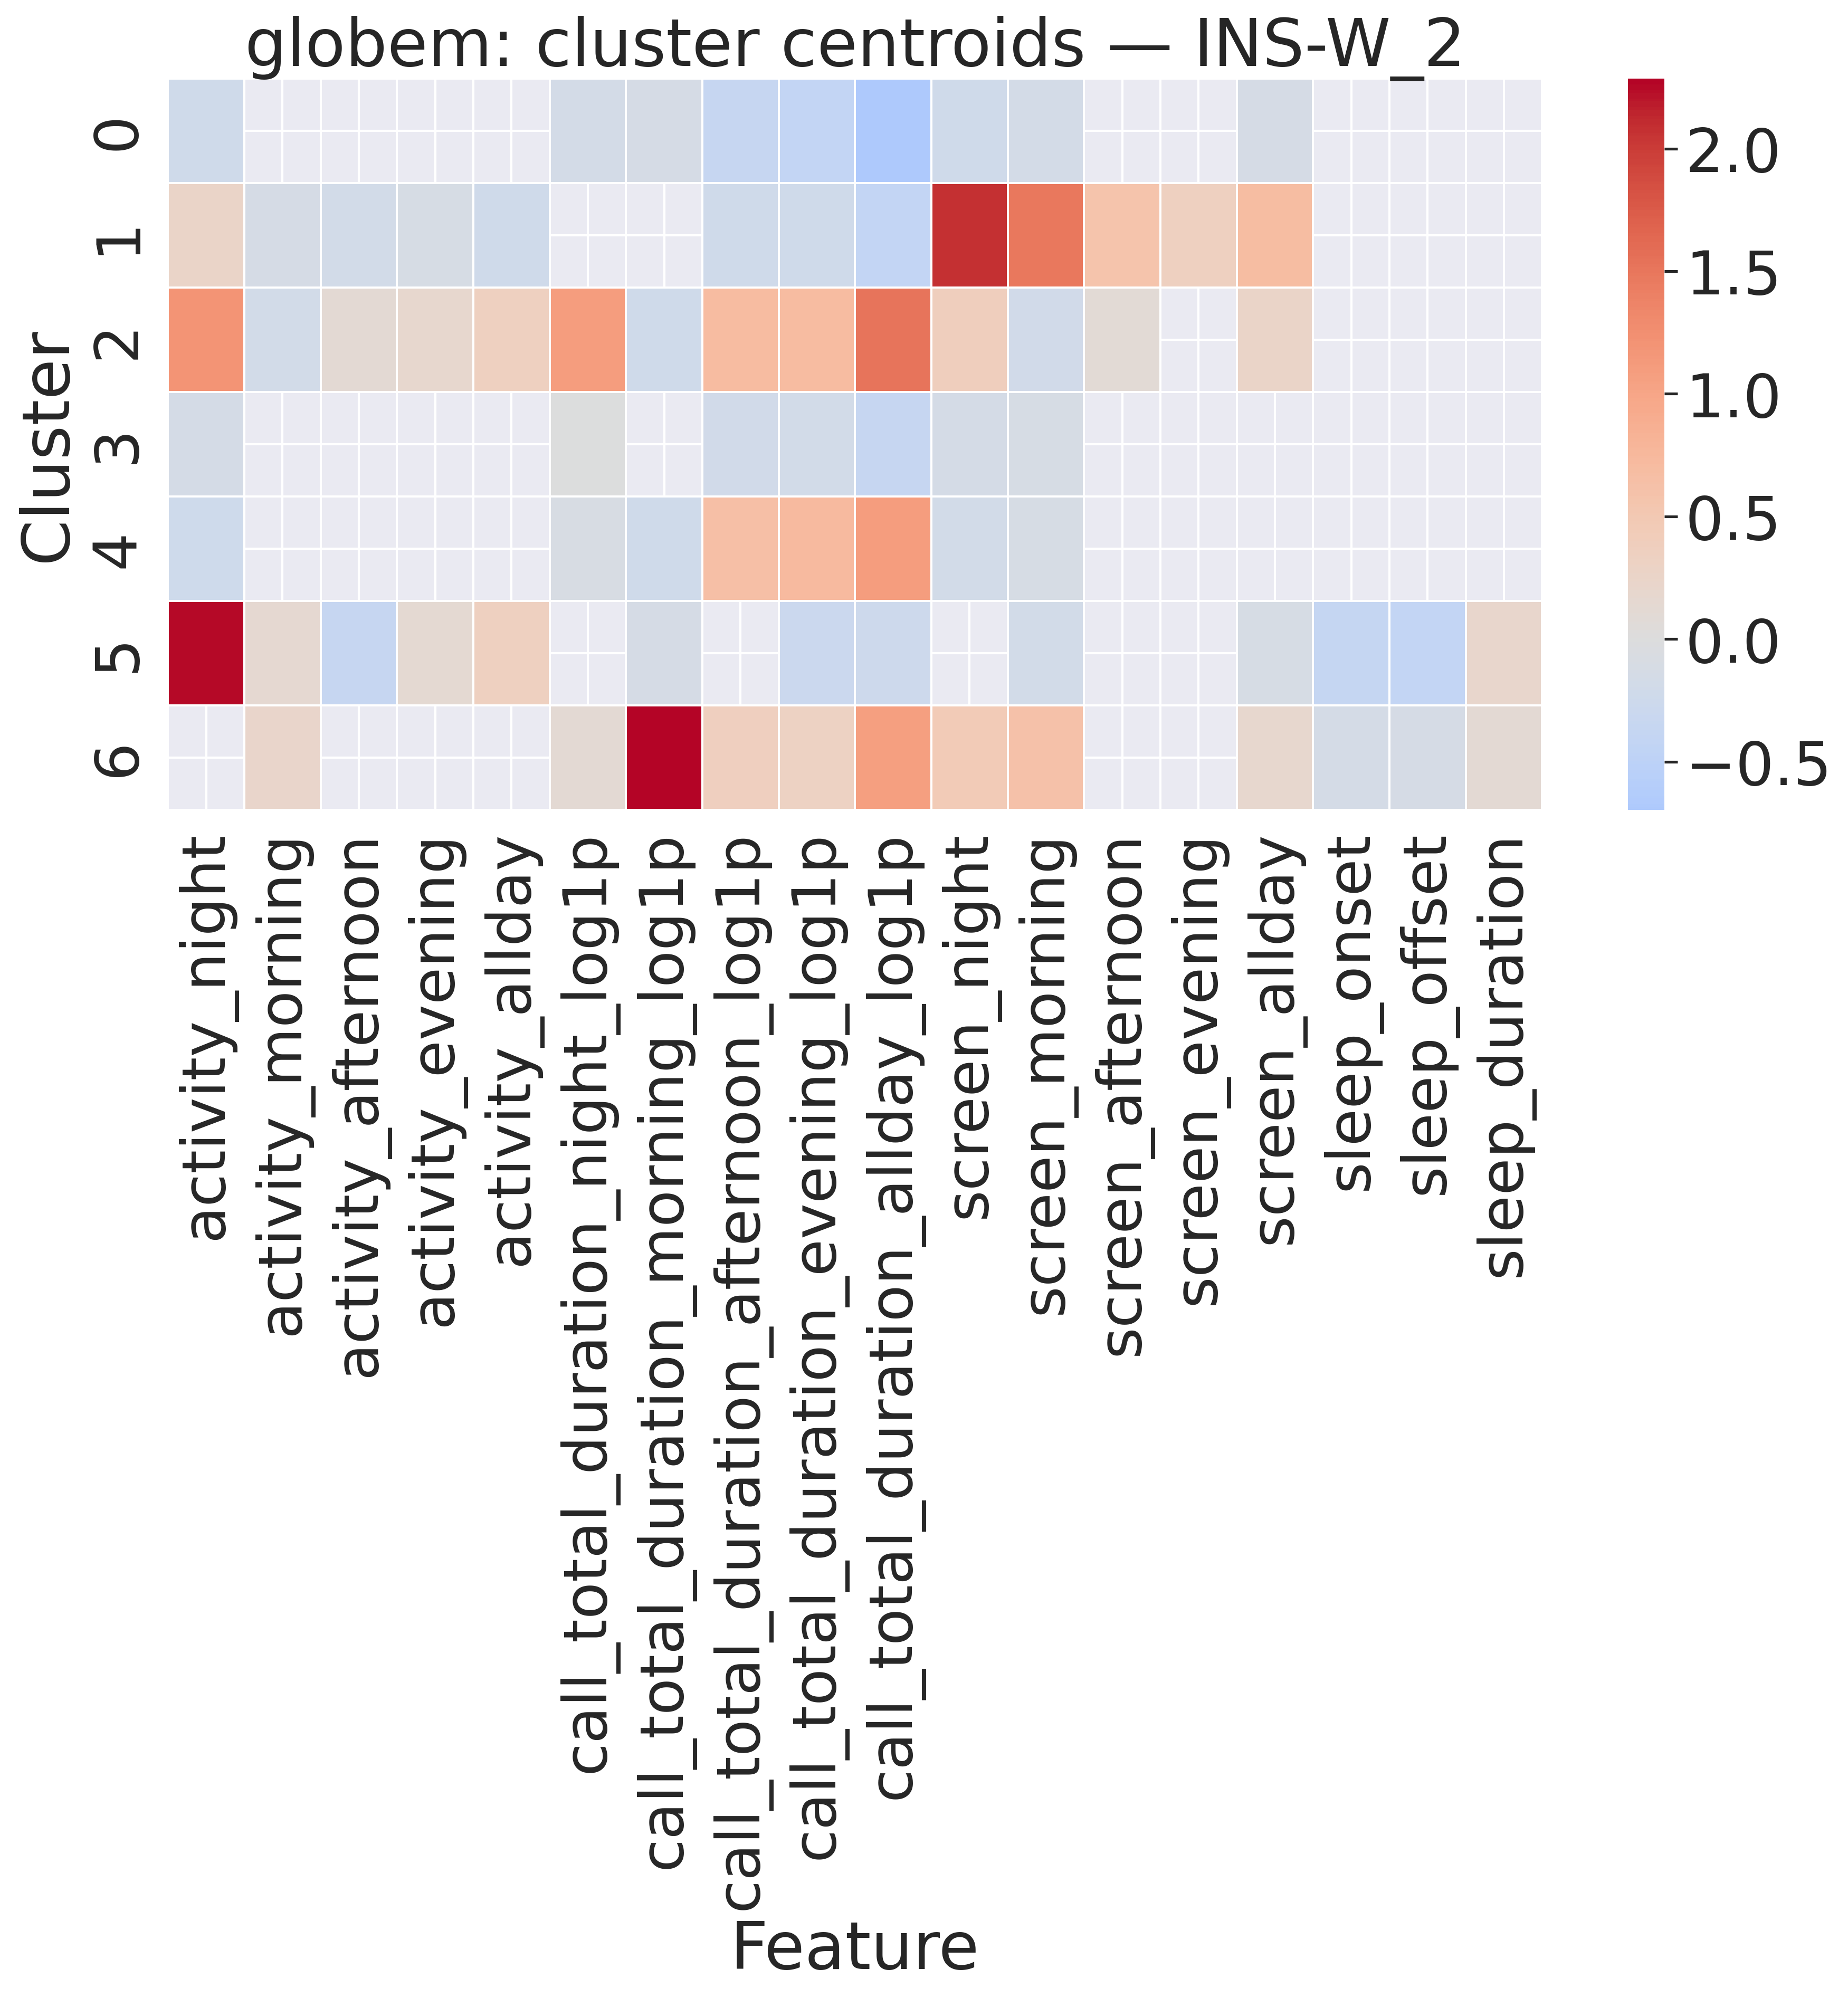 globem: cluster centroids — INS-W_2
Cluster
0
1
2
3
4
5
6
2.0
1.5
1.0
0.5
0.0
−0.5
activity_night
activity_morning
activity_afternoon
activity_evening
activity_allday
call_total_duration_night_log1p
call_total_duration_morning_log1p
call_total_duration_afternoon_log1p
call_total_duration_evening_log1p
call_total_duration_allday_log1p
screen_night
screen_morning
screen_afternoon
screen_evening
screen_allday
sleep_onset
sleep_offset
sleep_duration
Feature